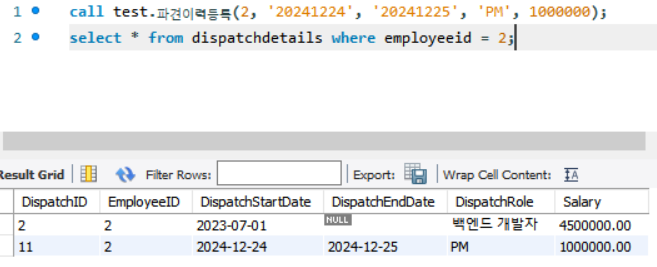 1 call test.파견이력등록(2, '20241224', '20241225', 'PM', 1000000);
2 select * from dispatchdetails where employeeid = 2;
Result Grid Filter Rows: Export: Wrap Cell Content: IA
DispatchID EmployeeID DispatchStartDate DispatchEndDate DispatchRole Salary
2 2 2023-07-01 NULL 백엔드 개발자 4500000.00
11 2 2024-12-24 2024-12-25 PM 1000000.00